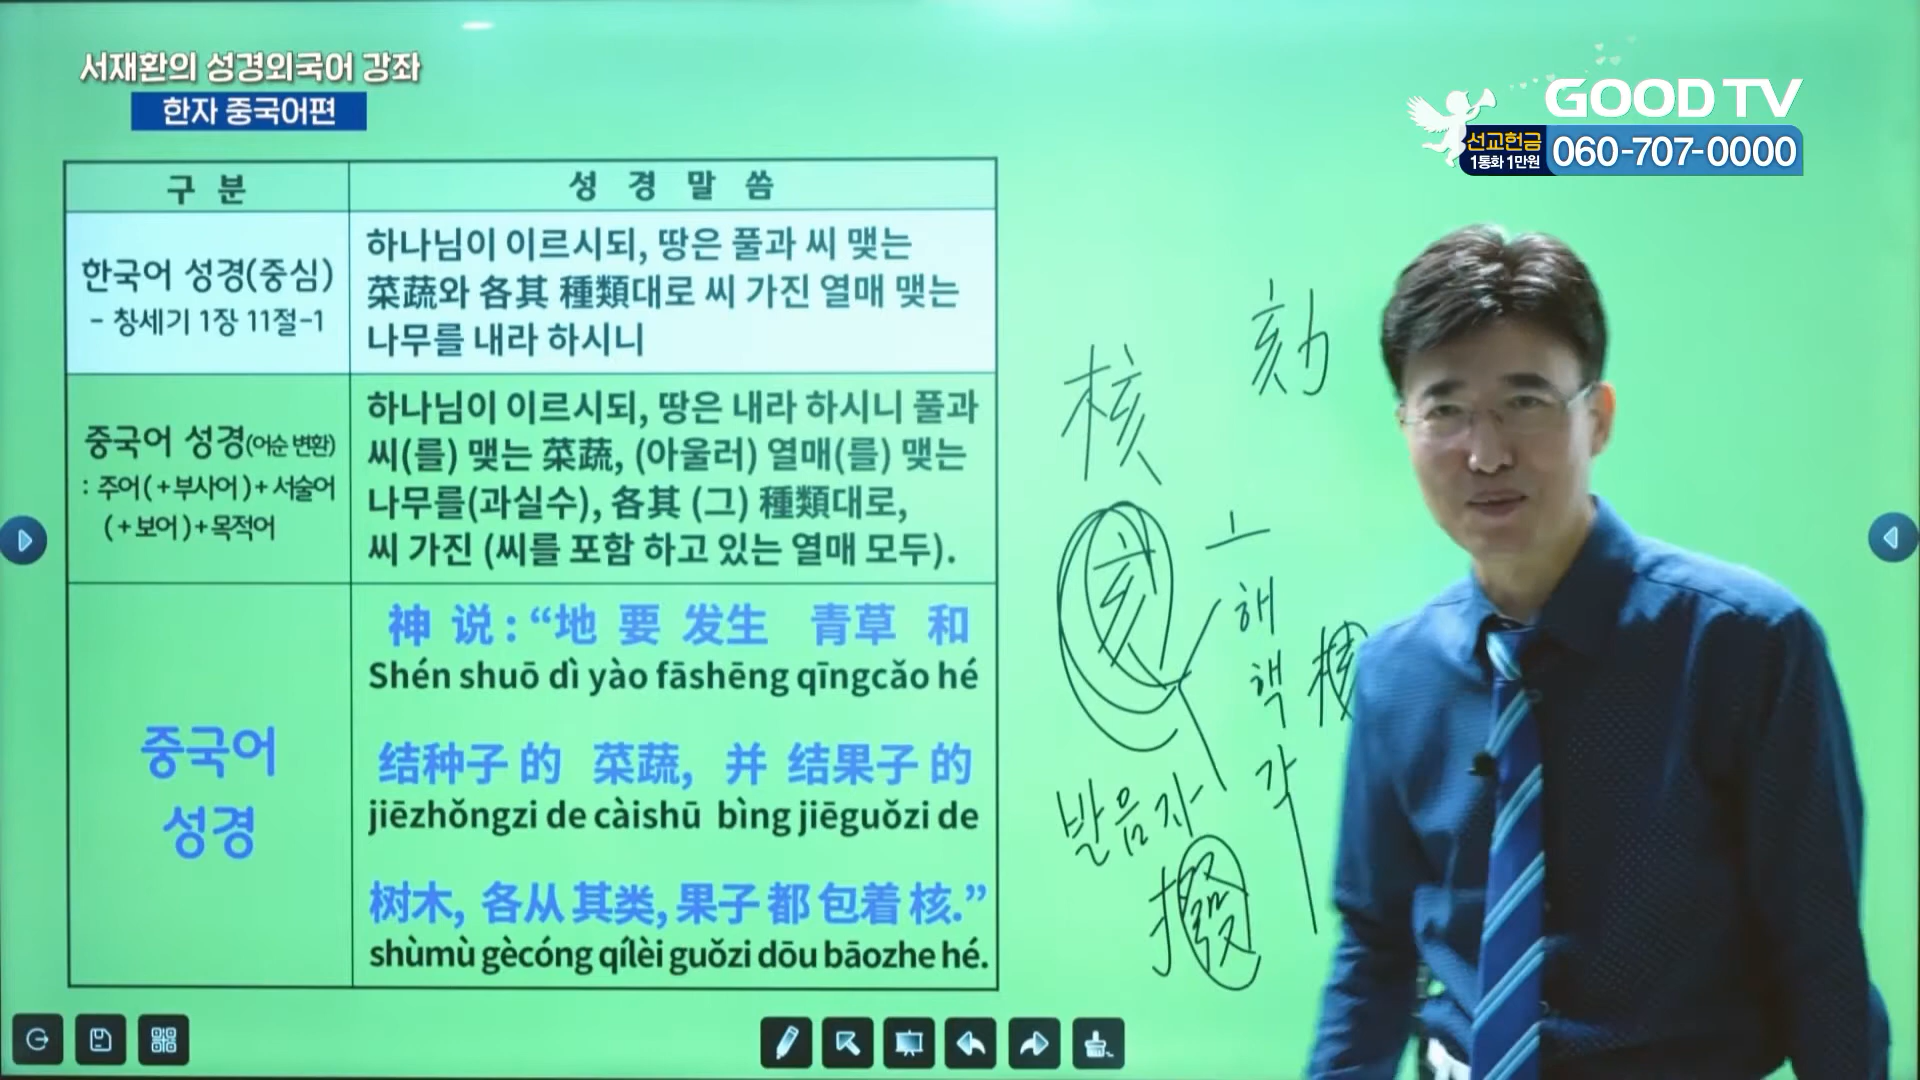 서재환의 성경외국어 강좌
한자 중국어편
GOOD TV
선교헌금
1통화 1만원
060-707-0000
구 분
성 경 말 씀
한국어 성경(중심)
- 창세기 1장 11절-1
하나님이 이르시되, 땅은 풀과 씨 맺는
菜蔬와 各其 種類대로 씨 가진 열매 맺는
나무를 내라 하시니
중국어 성경(어순 변환)
: 주어(+부사어)+서술어
(+보어)+목적어
하나님이 이르시되, 땅은 내라 하시니 풀과
씨(를) 맺는 菜蔬, (아울러) 열매(를) 맺는
나무를(과실수), 各其 (그) 種類대로,
씨 가진 (씨를 포함 하고 있는 열매 모두).
중국어
성경
神 说 : “地 要 发生 青草 和
Shén shuō dì yào fāshēng qīngcǎo hé
结种子 的 菜蔬, 并 结果子 的
jiēzhǒngzi de càishū bìng jiēguǒzi de
树木, 各从 其类, 果子 都 包着 核.”
shùmù gècóng qílèi guǒzi dōu bāozhe hé.
核
劾
亥
亠
해
핵 核
각
반음자
撥